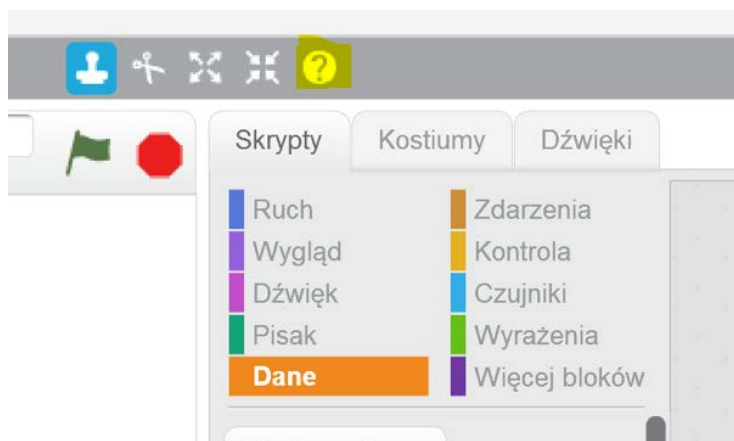 ?
Skrypty Kostiumy Dźwięki
Ruch Zdarzenia
Wygląd Kontrola
Dźwięk Czujniki
Pisak Wyrażenia
Dane Więcej bloków